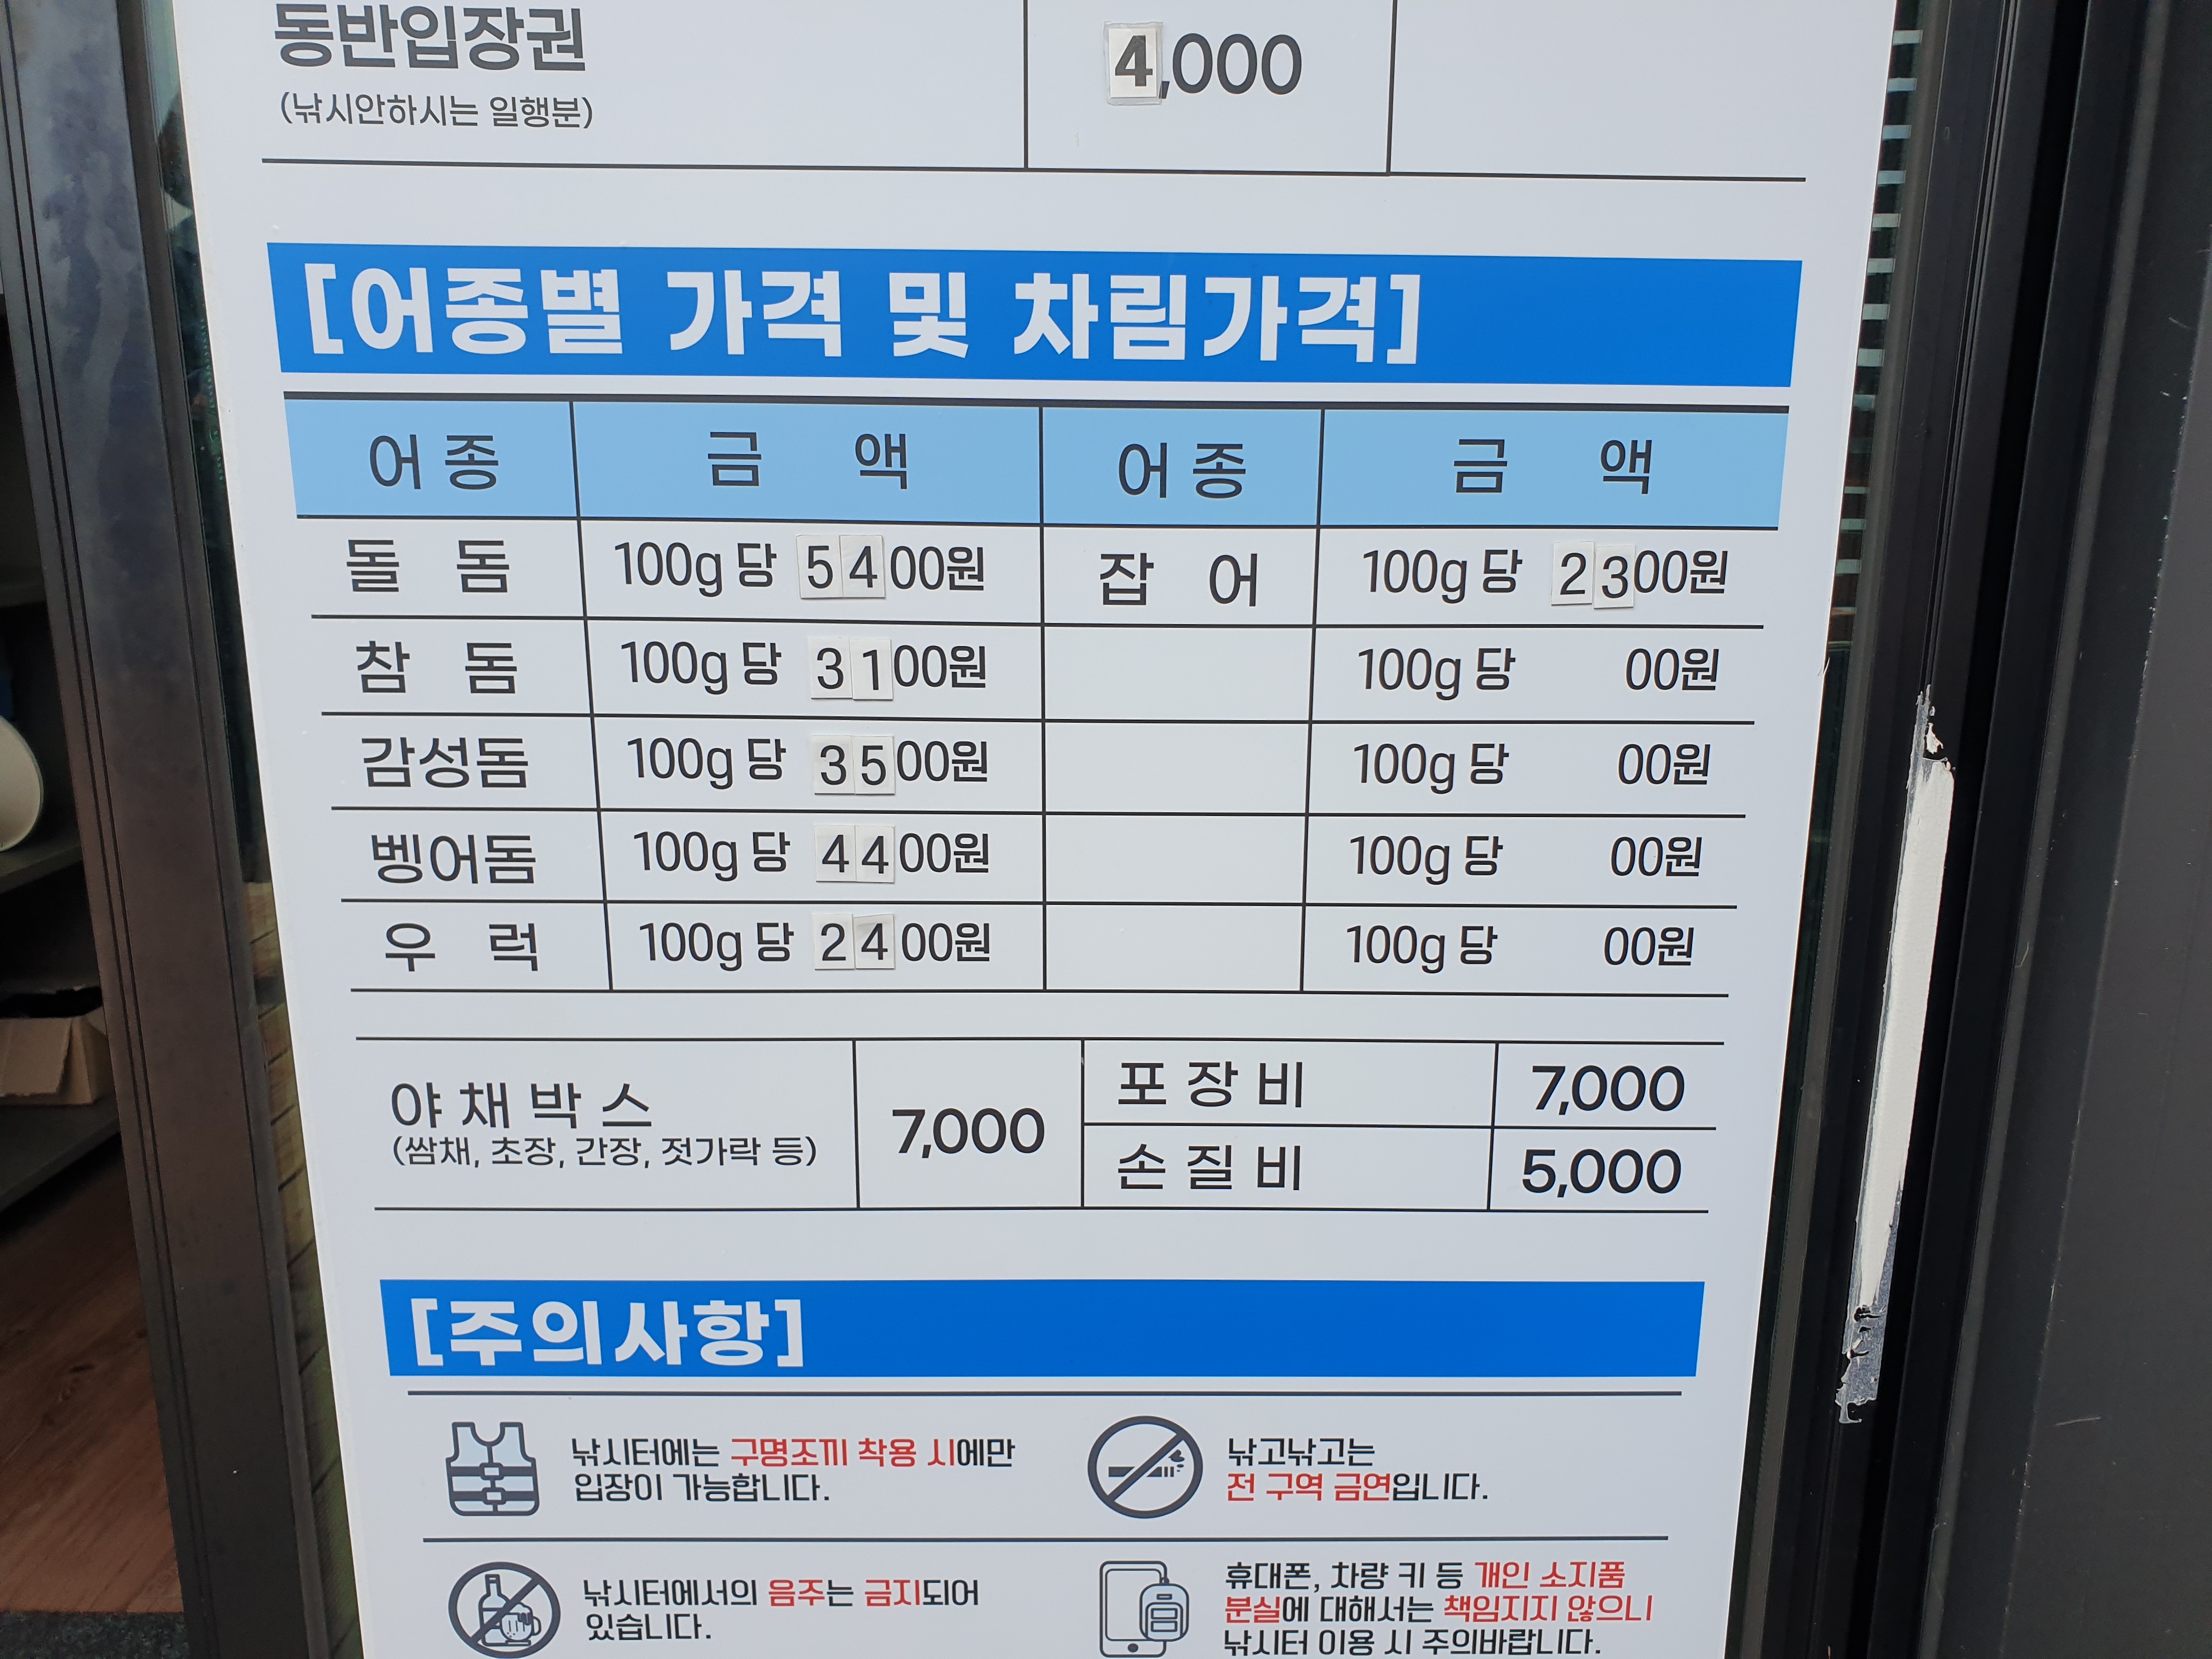 동반입장권
4,000
(낚시안하시는 일행분)
[어종별 가격 및 차림가격]
어종 금액 어종 금액
돌돔 100g 당 5400원 잡어 100g 당 2300원
참돔 100g 당 3100원 100g 당 00원
감성돔 100g 당 3500원 100g 당 00원
벵어돔 100g 당 4400원 100g 당 00원
우럭 100g 당 2400원 100g 당 00원
야채박스
(쌈채, 초장, 간장, 젓가락 등)
7,000
포장비 7,000
손질비 5,000
[주의사항]
낚시터에는 구명조끼 착용 시에만
입장이 가능합니다.
낚고낚고는
전 구역 금연입니다.
낚시터에서의 음주는 금지되어
있습니다.
휴대폰, 차량 키 등 개인 소지품
분실에 대해서는 책임지지 않으니
낚시터 이용 시 주의바랍니다.